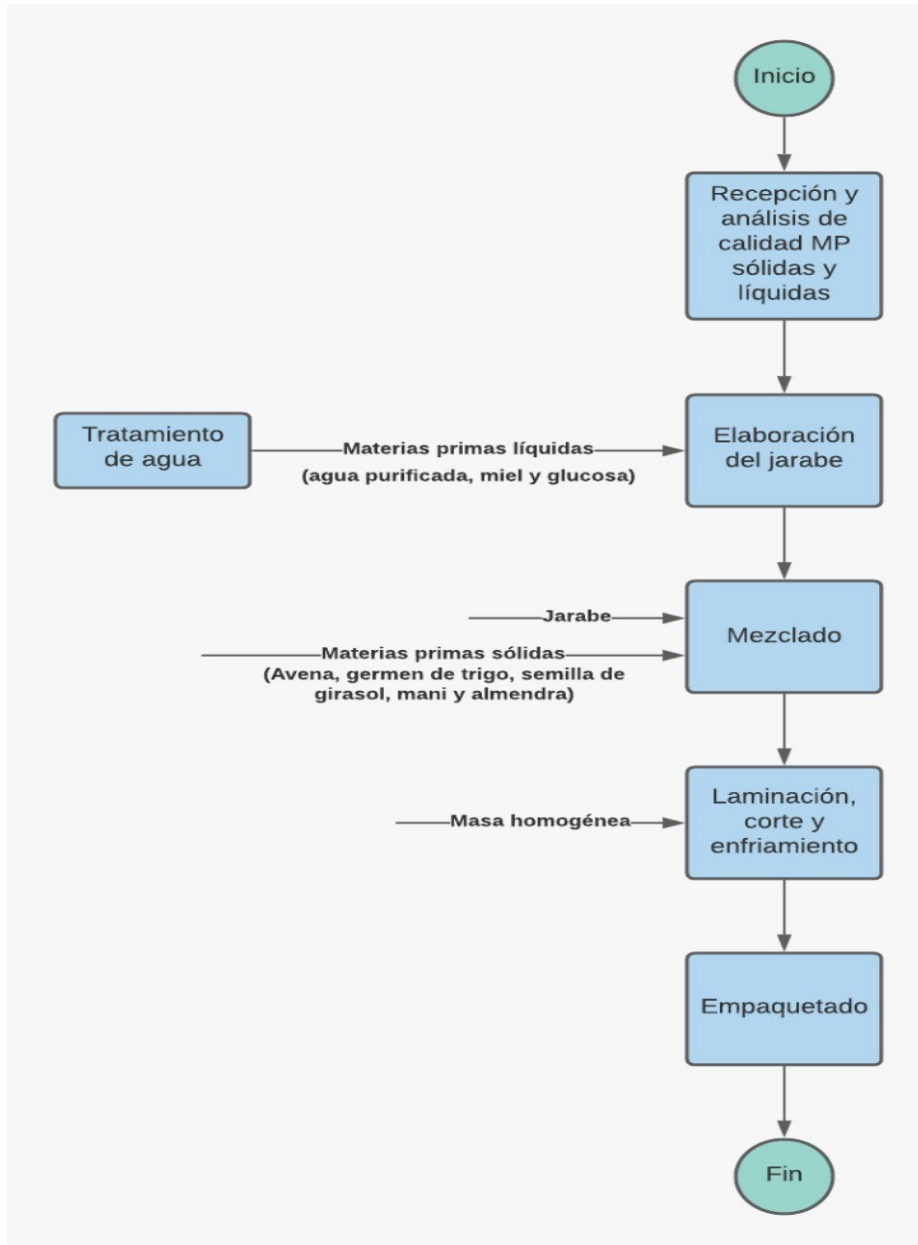 Inicio
Recepción y
análisis de
calidad MP
sólidas y
líquidas
Tratamiento
de agua
Materias primas líquidas
(agua purificada, miel y glucosa)
Elaboración
del jarabe
Jarabe
Materias primas sólidas
(Avena, germen de trigo, semilla de
girasol, mani y almendra)
Mezclado
Masa homogénea
Laminación,
corte y
enfriamiento
Empaquetado
Fin